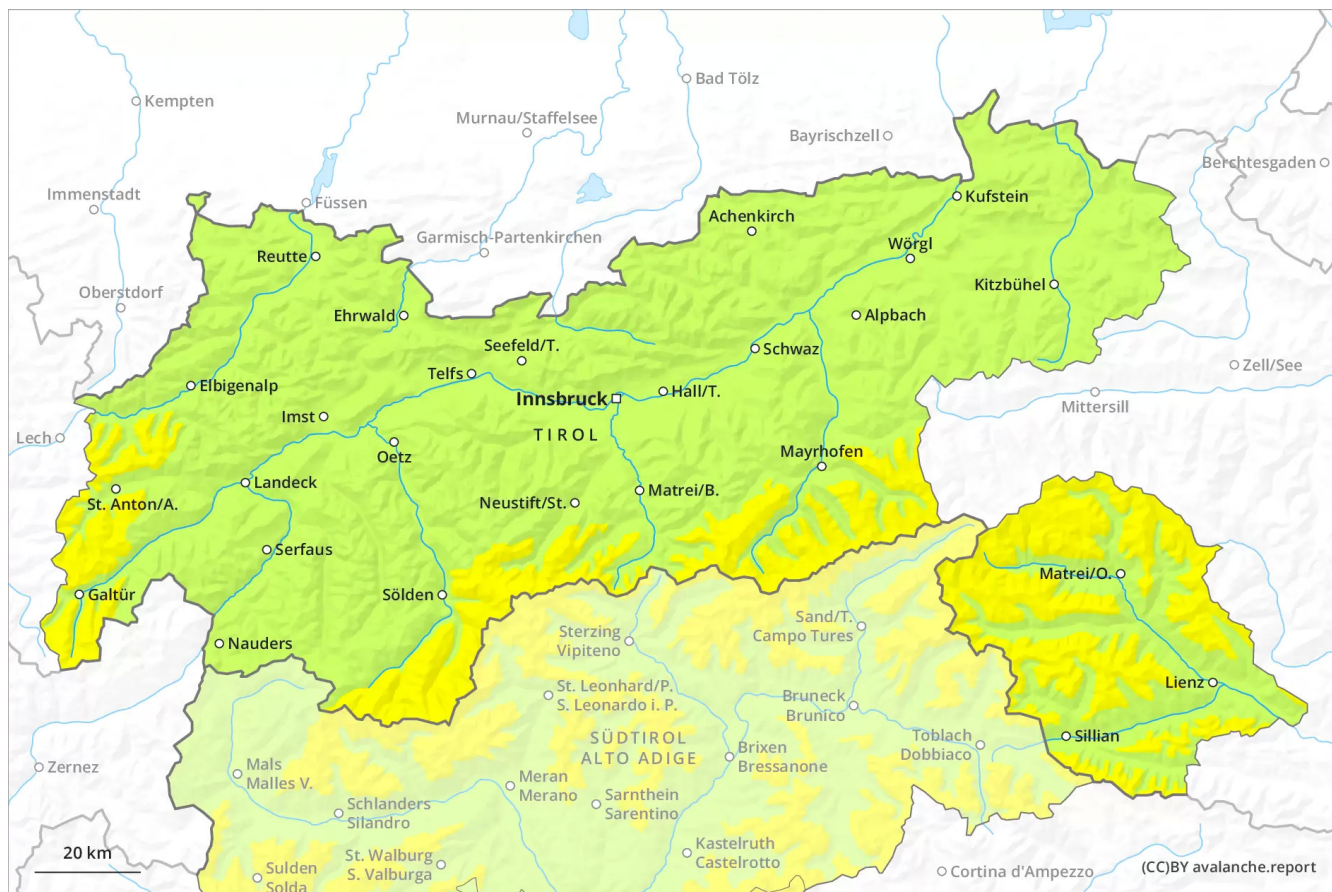 Bad Tölz
Kempten
Murnau/Staffelsee
Bayrischzell
Berchtesgaden
Immenstadt
Füssen
Kufstein
Achenkirch
Garmisch-Partenkirchen
Wörgl
Reutte
Kitzbühel
Oberstdorf
Ehrwald
Alpbach
Seefeld/T.
Schwaz
Zell/See
Telfs
Elbigenalp
Hall/T.
Innsbruck
Mittersill
Imst
TIROL
Lech
Oetz
Mayrhofen
Landeck
Matrei/B.
St. Anton/A.
Neustift/St.
Serfaus
Matrei/O.
Galtür
Sölden
Sand/T.
Campo Tures
Sterzing
Vipiteno
Nauders
Lienz
St. Leonhard/P.
S. Leonardo i. P.
Bruneck
Brunico
Sillian
SÜDTIROL
ALTO ADIGE
Toblach
Dobbiaco
Brixen
Bressanone
Zernez
Mals
Malles V.
Meran
Merano
Sarnthein
Sarentino
Schlanders
Silandro
Kastelruth
Castelrotto
20 km
St. Walburg
S. Valburga
Sulden
Solda
Cortina d'Ampezzo
(CC)BY avalanche.report